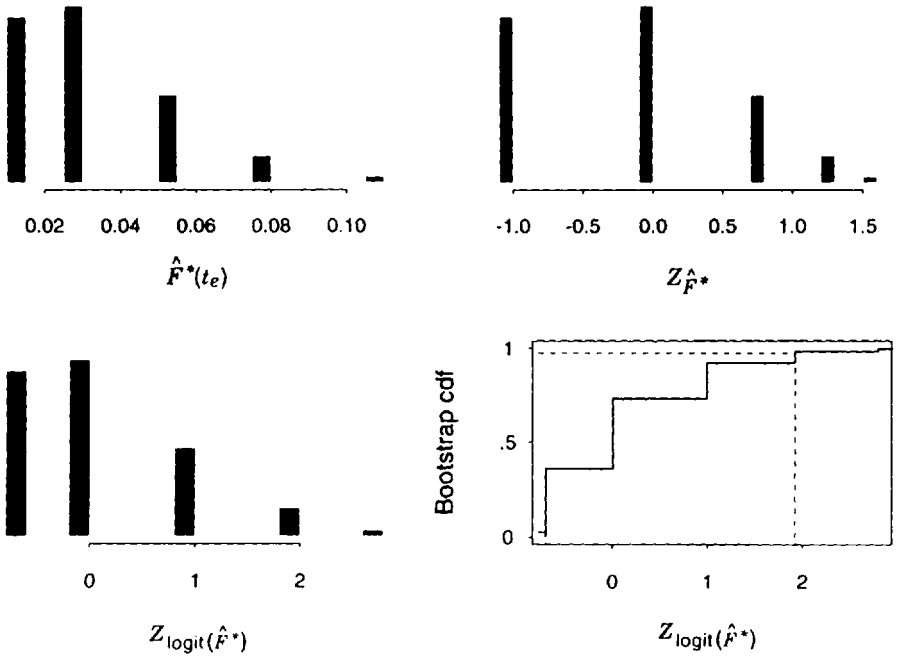 0.02 0.04 0.06 0.08 0.10
F̂*(tₑ)
-1.0 -0.5 0.0 0.5 1.0 1.5
Z_F̂*
0 1 2
Z_logit(F̂*)
1
.5
0
Bootstrap cdf
0 1 2
Z_logit(F̂*)